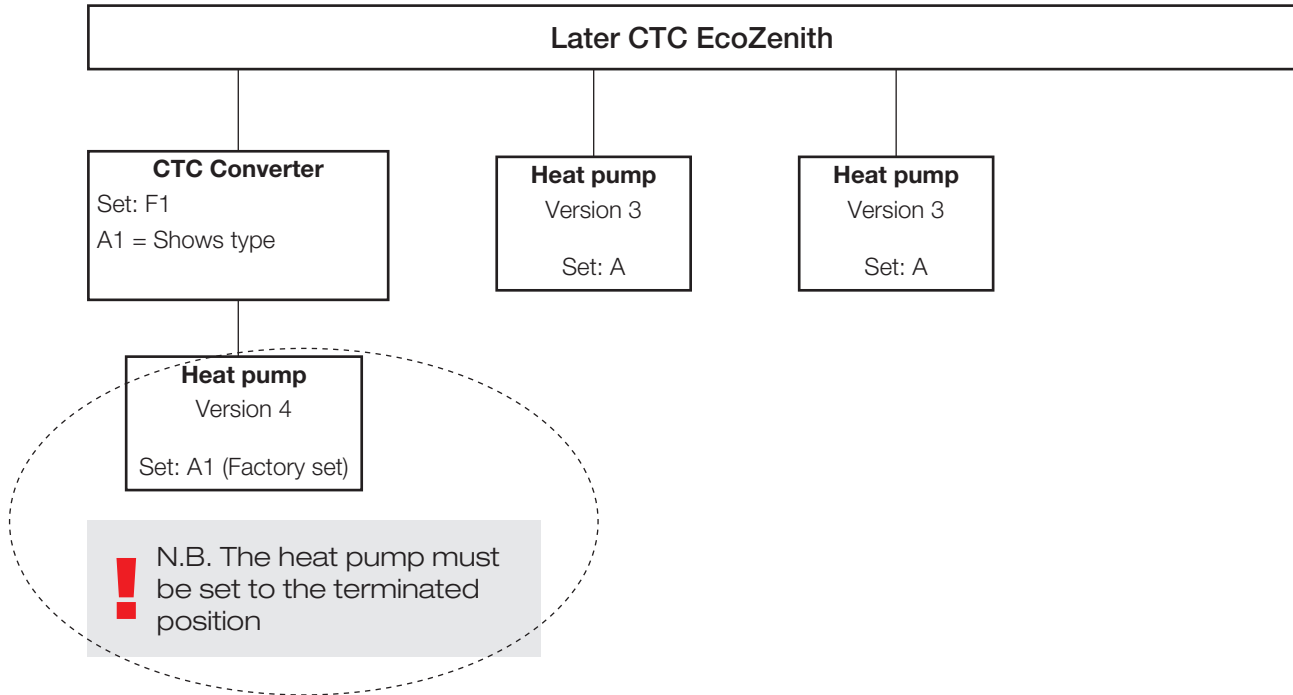 Later CTC EcoZenith
CTC Converter
Set: F1
A1 = Shows type
Heat pump
Version 3
Set: A
Heat pump
Version 3
Set: A
Heat pump
Version 4
Set: A1 (Factory set)
! N.B. The heat pump must
be set to the terminated
position